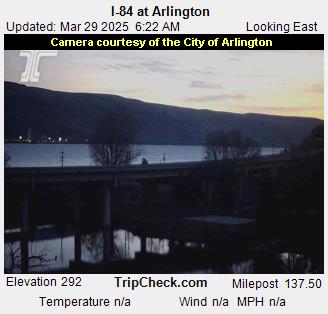 I-84 at Arlington
Updated: Mar 29 2025 6:22 AM Looking East
Camera courtesy of the City of Arlington
Elevation 292 TripCheck.com Milepost 137.50
Temperature n/a Wind n/a MPH n/a